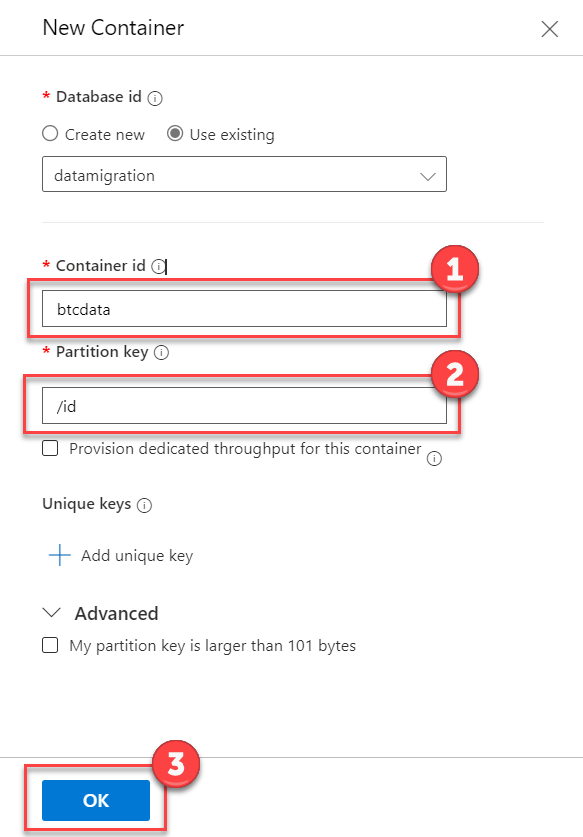 New Container
* Database id
Create new Use existing
datamigration
* Container id
1
btcdata
* Partition key
2
/id
Provision dedicated throughput for this container
Unique keys
Add unique key
Advanced
My partition key is larger than 101 bytes
3
OK